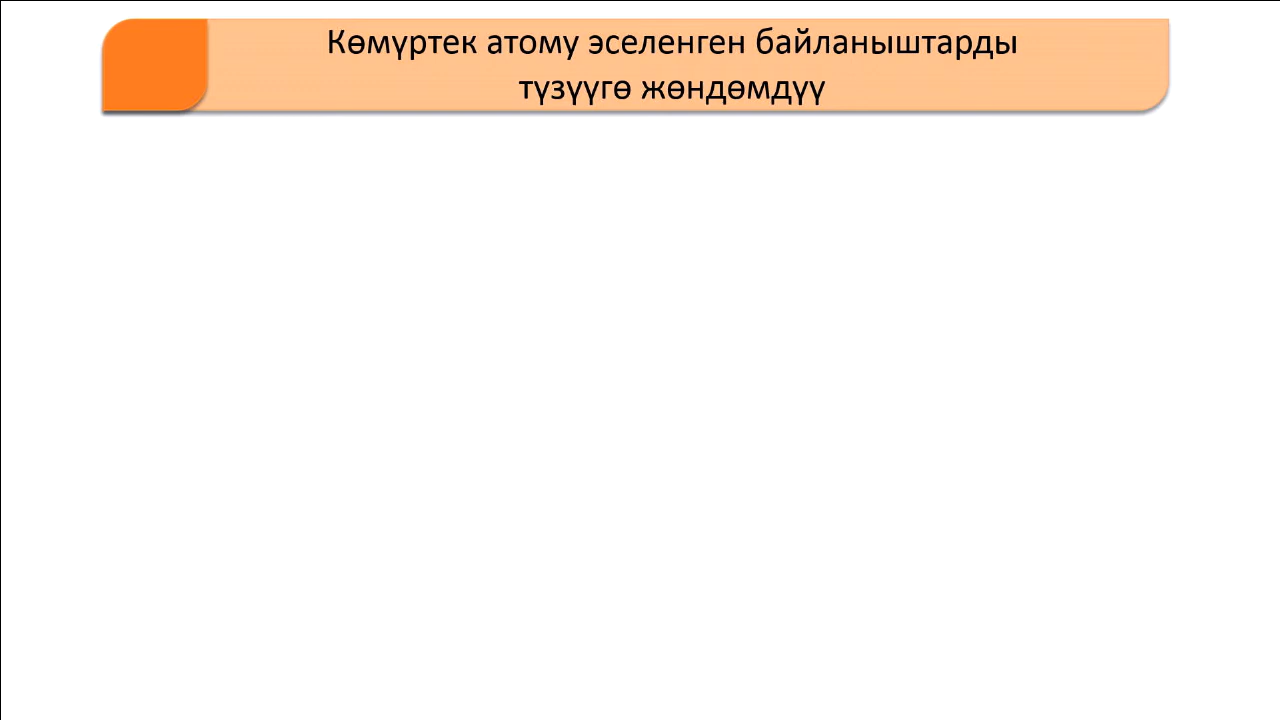 Көмүртек атому эселенген байланыштарды
түзүүгө жөндөмдүү